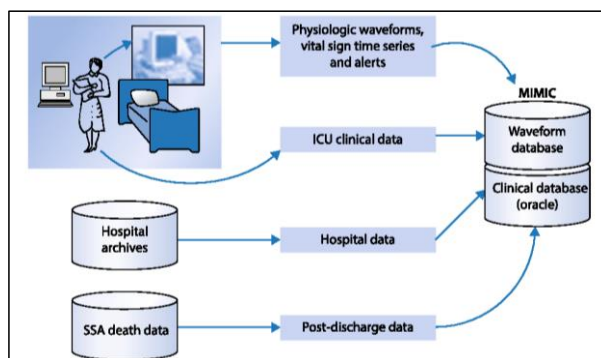 Physiologic waveforms,
vital sign time series
and alerts
MIMIC
Waveform
database
ICU clinical data
Clinical database
(oracle)
Hospital
archives
Hospital data
SSA death data
Post-discharge data